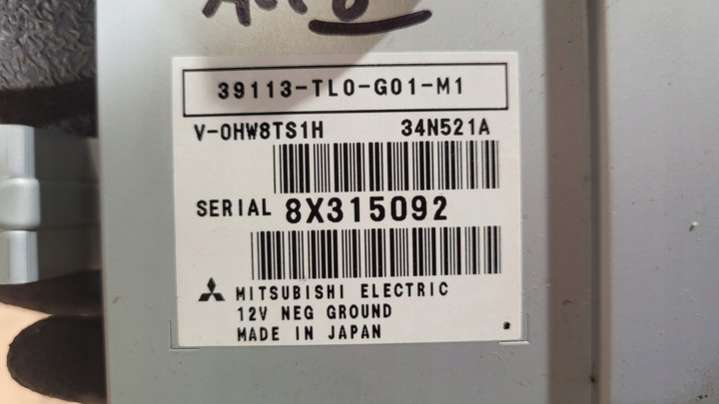 39113-TL0-G01-M1
V-0HW8TS1H 34N521A
SERIAL 8X315092
MITSUBISHI ELECTRIC
12V NEG GROUND
MADE IN JAPAN